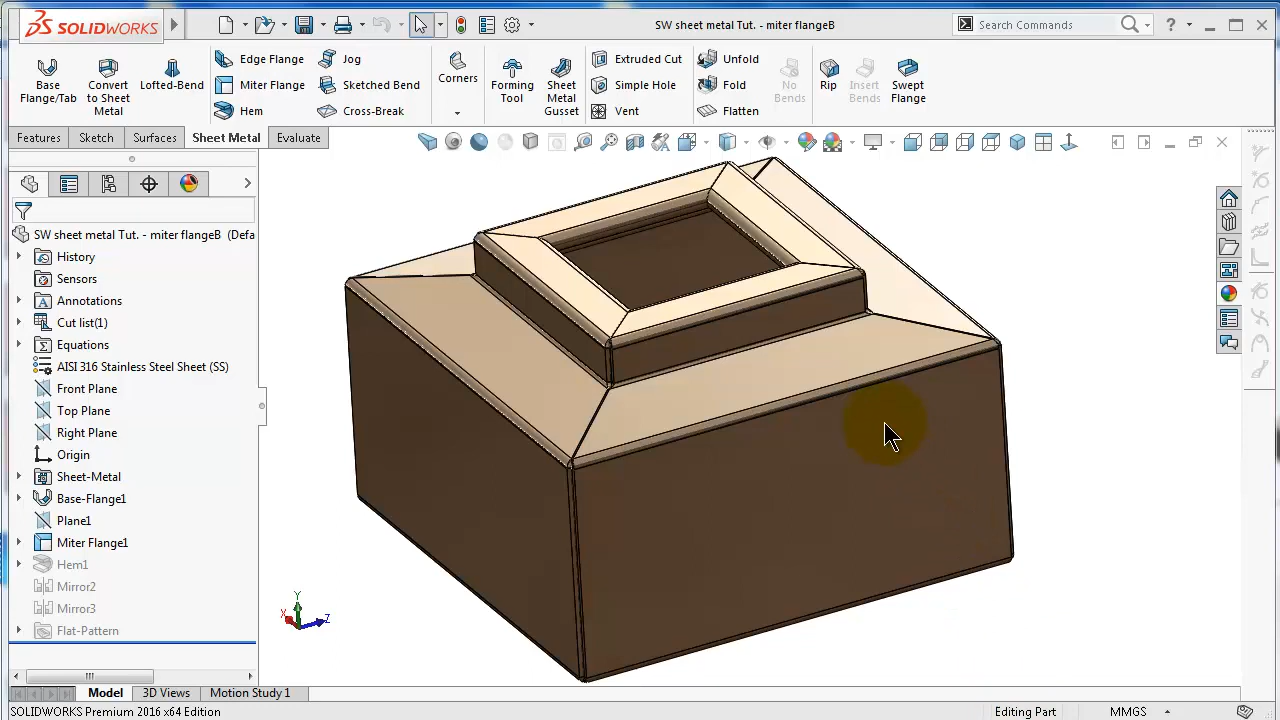 SOLIDWORKS
SW sheet metal Tut. - miter flangeB
Search Commands
?
Base Flange/Tab
Convert to Sheet Metal
Lofted-Bend
Edge Flange
Miter Flange
Hem
Jog
Sketched Bend
Cross-Break
Corners
Forming Tool
Sheet Metal Gusset
Extruded Cut
Simple Hole
Vent
Unfold
Fold
Flatten
No Bends
Rip
Insert Bends
Swept Flange
Features
Sketch
Surfaces
Sheet Metal
Evaluate
SW sheet metal Tut. - miter flangeB (Defa
History
Sensors
Annotations
Cut list(1)
Equations
AISI 316 Stainless Steel Sheet (SS)
Front Plane
Top Plane
Right Plane
Origin
Sheet-Metal
Base-Flange1
Plane1
Miter Flange1
Hem1
Mirror2
Mirror3
Flat-Pattern
Y
X
Z
Model
3D Views
Motion Study 1
SOLIDWORKS Premium 2016 x64 Edition
Editing Part
MMGS